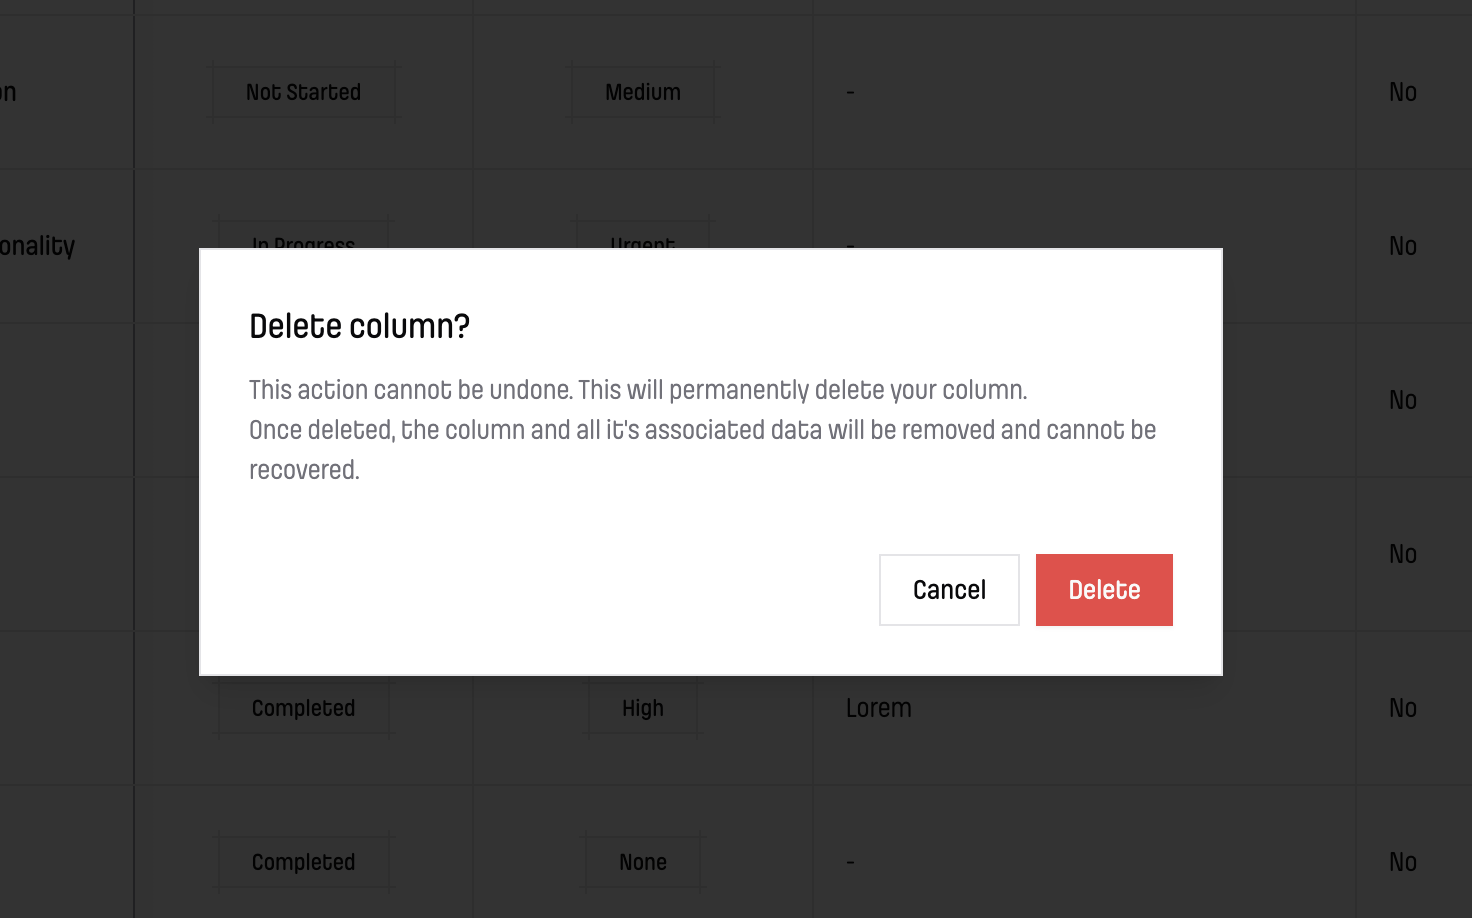 on Not Started Medium - No
onality In Progress Urgent - No
Delete column?
This action cannot be undone. This will permanently delete your column.
Once deleted, the column and all it's associated data will be removed and cannot be
recovered.
No
No
Cancel Delete
Completed High Lorem No
Completed None - No